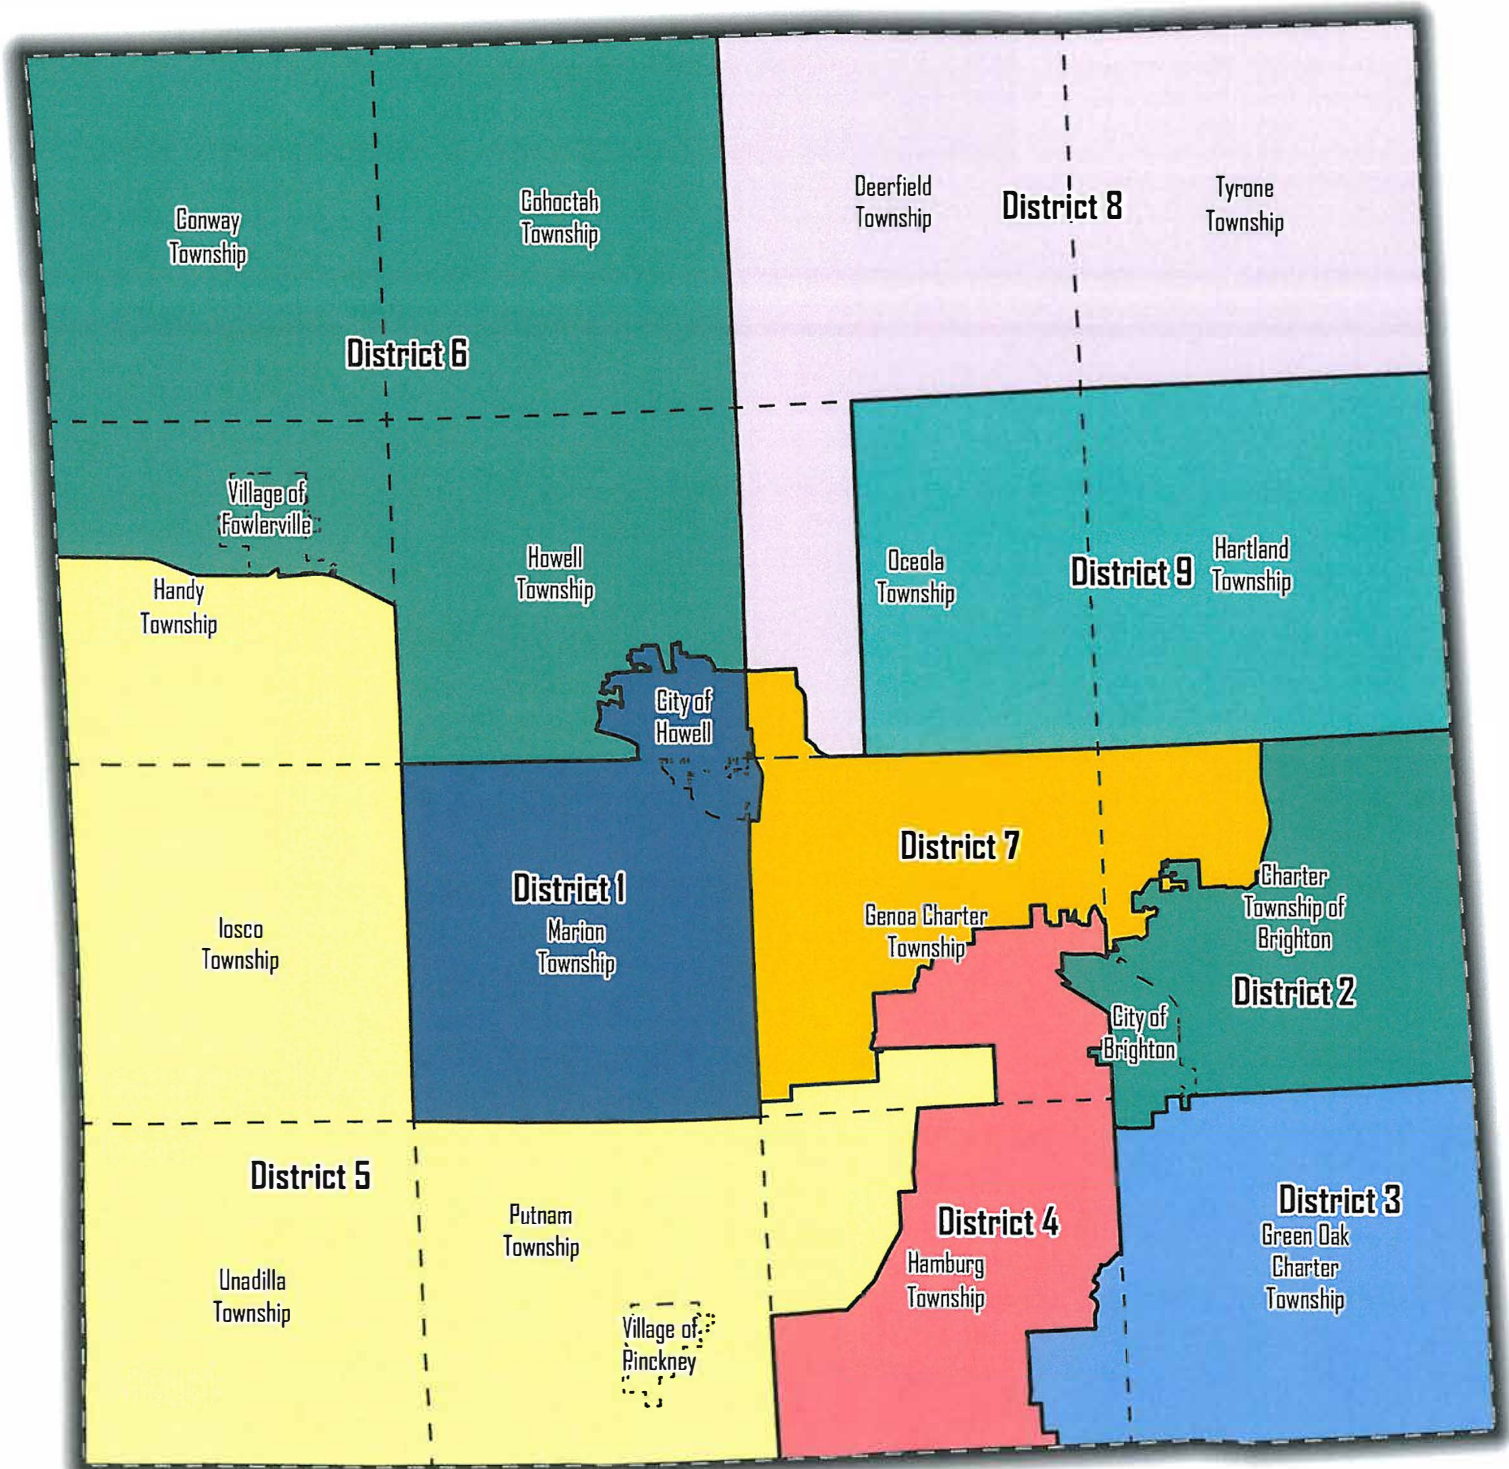 Conway
Township
Cohoctah
Township
Deerfield
Township
District 8
Tyrone
Township
District 6
Village of
Fowlerville
Handy
Township
Howell
Township
Oceola
Township
District 9
Hartland
Township
City of
Howell
District 7
District 1
Marion
Township
Iosco
Township
Genoa Charter
Township
Charter
Township of
Brighton
District 2
City of
Brighton
District 5
Putnam
Township
Unadilla
Township
Village of
Pinckney
District 4
Hamburg
Township
District 3
Green Oak
Charter
Township